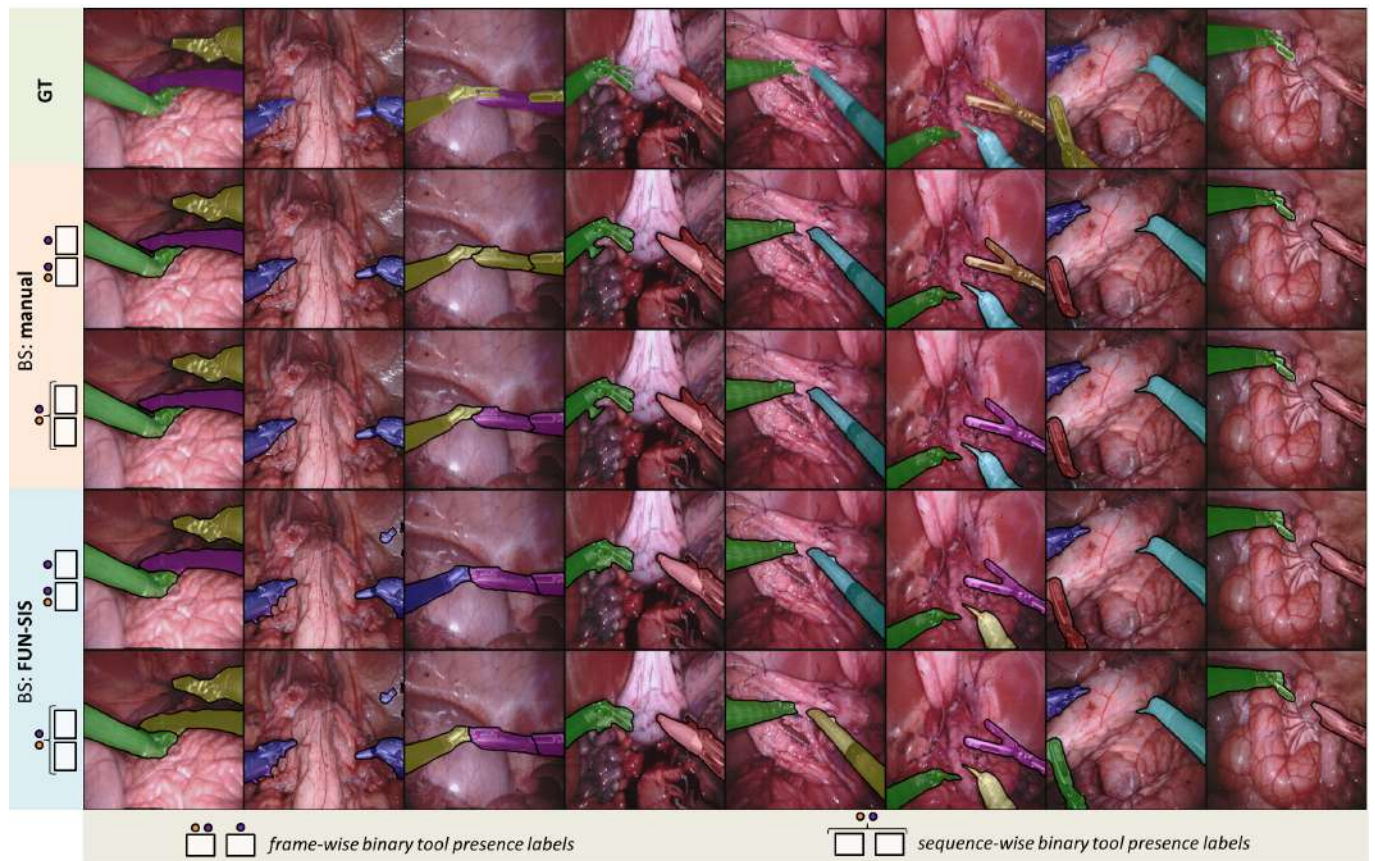 GT
BS: manual
BS: FUN-SIS
frame-wise binary tool presence labels
sequence-wise binary tool presence labels